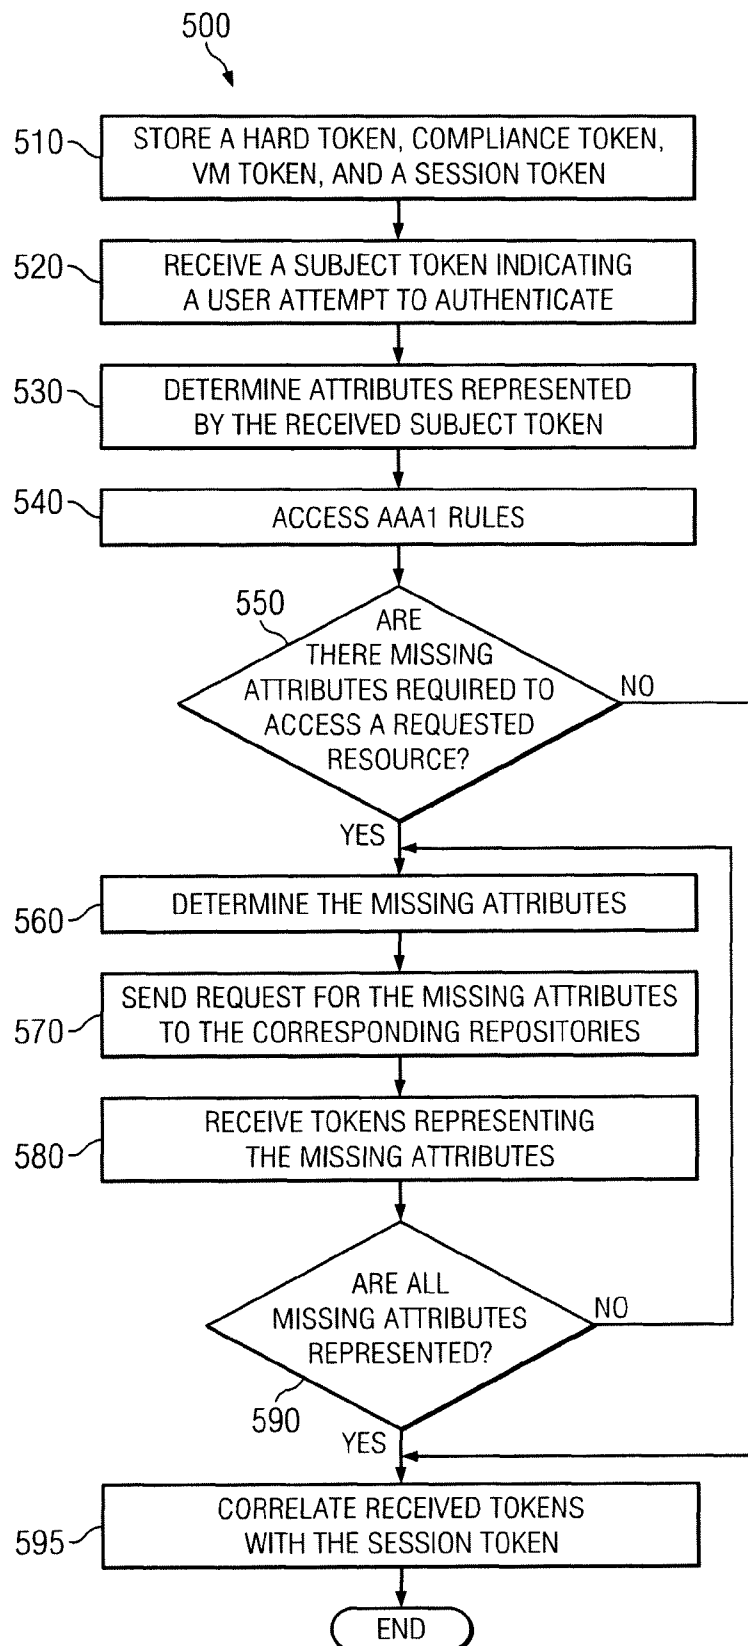 500
510
STORE A HARD TOKEN, COMPLIANCE TOKEN,
VM TOKEN, AND A SESSION TOKEN
520
RECEIVE A SUBJECT TOKEN INDICATING
A USER ATTEMPT TO AUTHENTICATE
530
DETERMINE ATTRIBUTES REPRESENTED
BY THE RECEIVED SUBJECT TOKEN
540
ACCESS AAA1 RULES
550
ARE
THERE MISSING
ATTRIBUTES REQUIRED TO
ACCESS A REQUESTED
RESOURCE?
NO
YES
560
DETERMINE THE MISSING ATTRIBUTES
570
SEND REQUEST FOR THE MISSING ATTRIBUTES
TO THE CORRESPONDING REPOSITORIES
580
RECEIVE TOKENS REPRESENTING
THE MISSING ATTRIBUTES
ARE ALL
MISSING ATTRIBUTES
REPRESENTED?
NO
590
YES
595
CORRELATE RECEIVED TOKENS
WITH THE SESSION TOKEN
END